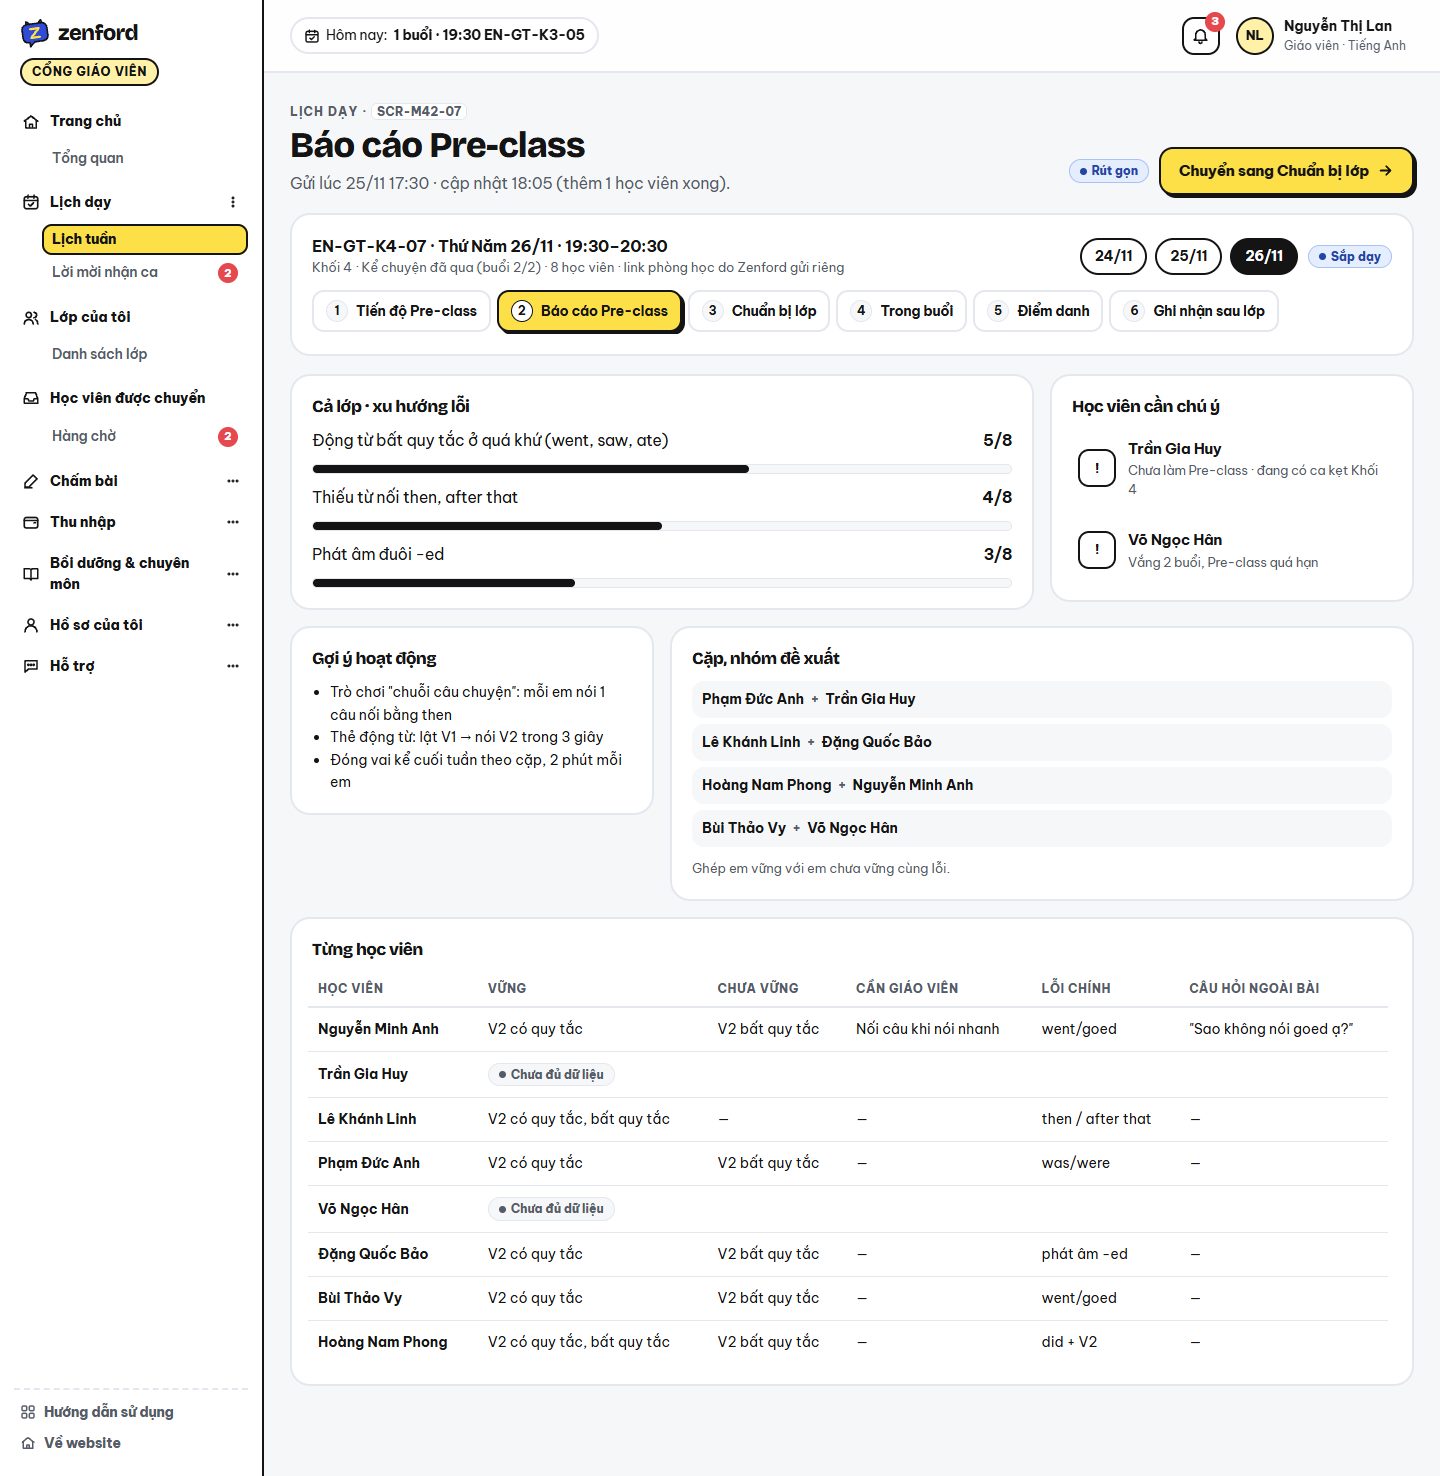 zenford
CỔNG GIÁO VIÊN
Trang chủ
Tổng quan
Lịch dạy
Lịch tuần
Lời mời nhận ca
2
Lớp của tôi
Danh sách lớp
Học viên được chuyển
Hàng chờ
2
Chấm bài
Thu nhập
Bồi dưỡng & chuyên
môn
Hồ sơ của tôi
Hỗ trợ
Hướng dẫn sử dụng
Về website
Hôm nay: 1 buổi · 19:30 EN-GT-K3-05
3
NL
Nguyễn Thị Lan
Giáo viên · Tiếng Anh
LỊCH DẠY · SCR-M42-07
Báo cáo Pre-class
Gửi lúc 25/11 17:30 · cập nhật 18:05 (thêm 1 học viên xong).
Rút gọn
Chuyển sang Chuẩn bị lớp →
EN-GT-K4-07 · Thứ Năm 26/11 · 19:30–20:30
Khối 4 · Kể chuyện đã qua (buổi 2/2) · 8 học viên · link phòng học do Zenford gửi riêng
24/11
25/11
26/11
Sắp dạy
1 Tiến độ Pre-class
2 Báo cáo Pre-class
3 Chuẩn bị lớp
4 Trong buổi
5 Điểm danh
6 Ghi nhận sau lớp
Cả lớp · xu hướng lỗi
Động từ bất quy tắc ở quá khứ (went, saw, ate) 5/8
Thiếu từ nối then, after that 4/8
Phát âm đuôi -ed 3/8
Học viên cần chú ý
!
Trần Gia Huy
Chưa làm Pre-class · đang có ca kẹt Khối
4
!
Võ Ngọc Hân
Vắng 2 buổi, Pre-class quá hạn
Gợi ý hoạt động
• Trò chơi "chuỗi câu chuyện": mỗi em nói 1
câu nối bằng then
• Thẻ động từ: lật V1 → nói V2 trong 3 giây
• Đóng vai kể cuối tuần theo cặp, 2 phút mỗi
em
Cặp, nhóm đề xuất
Phạm Đức Anh + Trần Gia Huy
Lê Khánh Linh + Đặng Quốc Bảo
Hoàng Nam Phong + Nguyễn Minh Anh
Bùi Thảo Vy + Võ Ngọc Hân
Ghép em vững với em chưa vững cùng lỗi.
Từng học viên
HỌC VIÊN VỮNG CHƯA VỮNG CẦN GIÁO VIÊN LỖI CHÍNH CÂU HỎI NGOÀI BÀI
Nguyễn Minh Anh V2 có quy tắc V2 bất quy tắc Nối câu khi nói nhanh went/goed "Sao không nói goed ạ?"
Trần Gia Huy Chưa đủ dữ liệu
Lê Khánh Linh V2 có quy tắc, bất quy tắc — — then / after that —
Phạm Đức Anh V2 có quy tắc V2 bất quy tắc — was/were —
Võ Ngọc Hân Chưa đủ dữ liệu
Đặng Quốc Bảo V2 có quy tắc V2 bất quy tắc — phát âm -ed —
Bùi Thảo Vy V2 có quy tắc V2 bất quy tắc — went/goed —
Hoàng Nam Phong V2 có quy tắc, bất quy tắc V2 bất quy tắc — did + V2 —